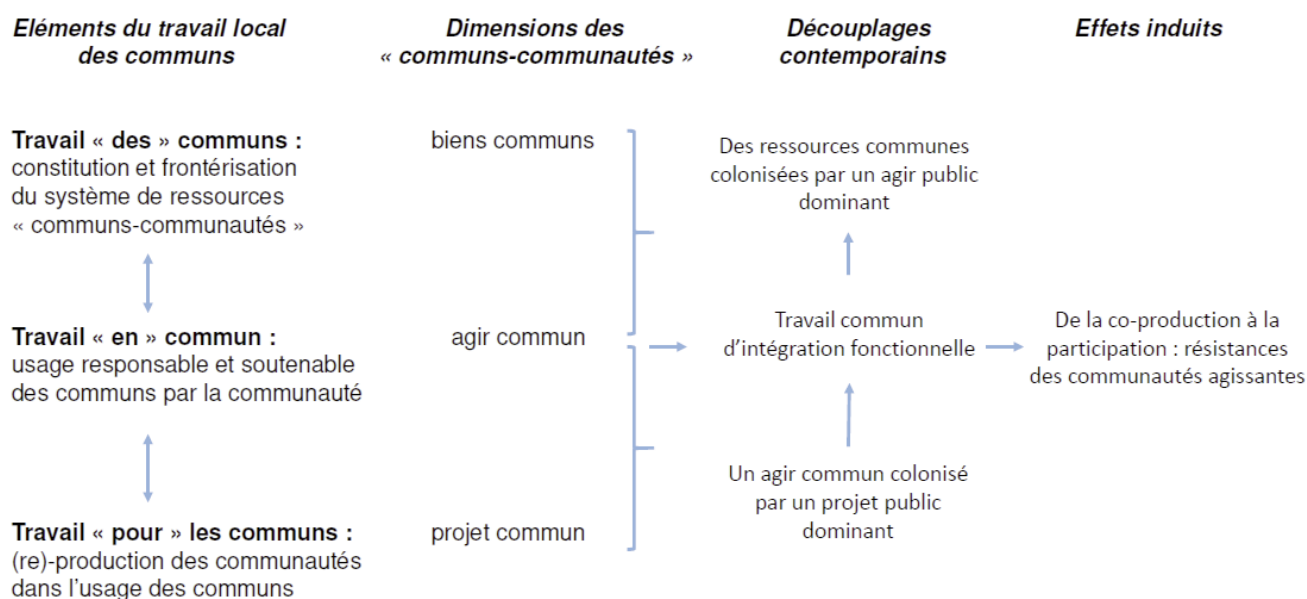 Eléments du travail local
des communs
Dimensions des
« communs-communautés »
Découplages
contemporains
Effets induits
Travail « des » communs :
constitution et frontérisation
du système de ressources
« communs-communautés »
biens communs
Des ressources communes
colonisées par un agir public
dominant
Travail « en » commun :
usage responsable et soutenable
des communs par la communauté
agir commun
Travail commun
d’intégration fonctionnelle
De la co-production à la
participation : résistances
des communautés agissantes
Travail « pour » les communs :
(re)-production des communautés
dans l’usage des communs
projet commun
Un agir commun colonisé
par un projet public
dominant